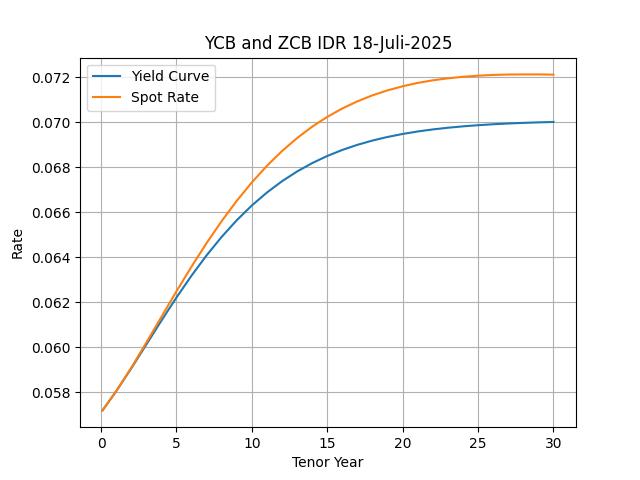 YCB and ZCB IDR 18-Juli-2025
Yield Curve
Spot Rate
0.072
0.070
0.068
0.066
0.064
0.062
0.060
0.058
Rate
0 5 10 15 20 25 30
Tenor Year